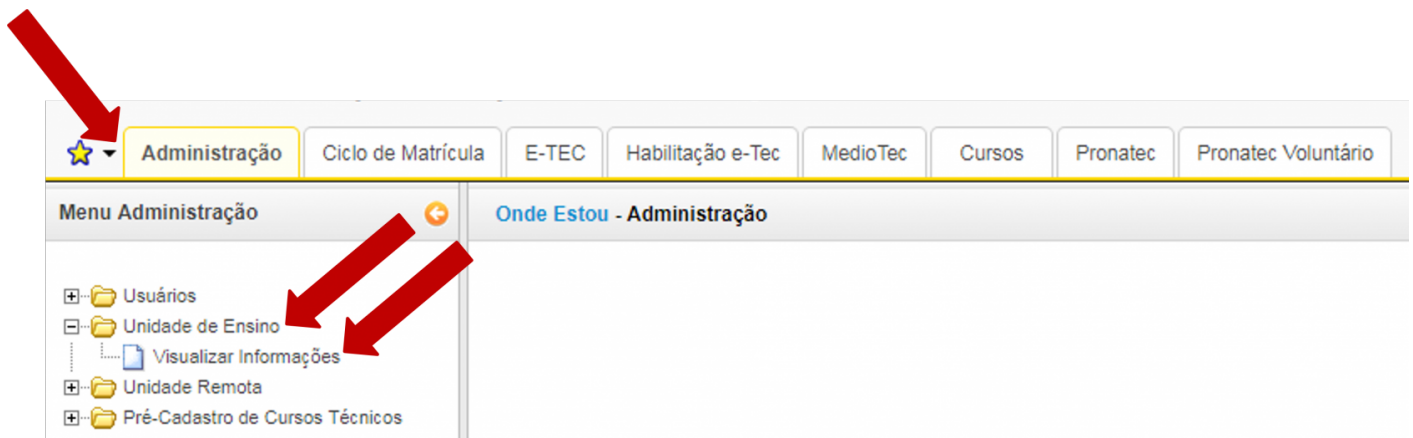 Administração Ciclo de Matrícula E-TEC Habilitação e-Tec MedioTec Cursos Pronatec Pronatec Voluntário
Menu Administração
Onde Estou - Administração
Usuários
Unidade de Ensino
Visualizar Informações
Unidade Remota
Pré-Cadastro de Cursos Técnicos